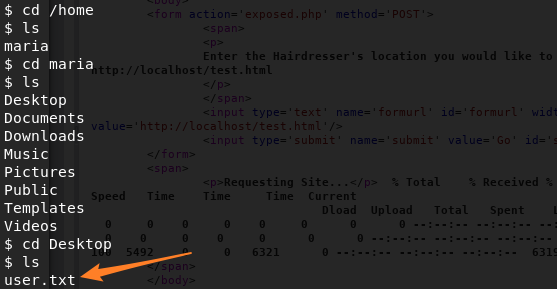 $ cd /home
$ ls
maria
$ cd maria
$ ls
Desktop
Documents
Downloads
Music
Pictures
Public
Templates
Videos
$ cd Desktop
$ ls
user.txt
<body>
<form action='exposed.php' method='POST'>
<span>
<p>
Enter the Hairdresser's location you would like to
http://localhost/test.html
</p>
</span>
<input type='text' name='formurl' id='formurl' widt
value='http://localhost/test.html'/>
<input type='submit' name='submit' value='Go' id='s
</form>
<span>
<p>Requesting Site...</p>  % Total    % Received %
Speed   Time    Time     Time  Current
Dload  Upload   Total   Spent
0     0    0     0    0     0      0      0 --:--:-- --:--:--
0    0     0    0     0      0      0 --:--:-- --:--:--
100  5492    0  6321      0 --:--:-- --:--:-- --:--:--  6319
</span>
</body>